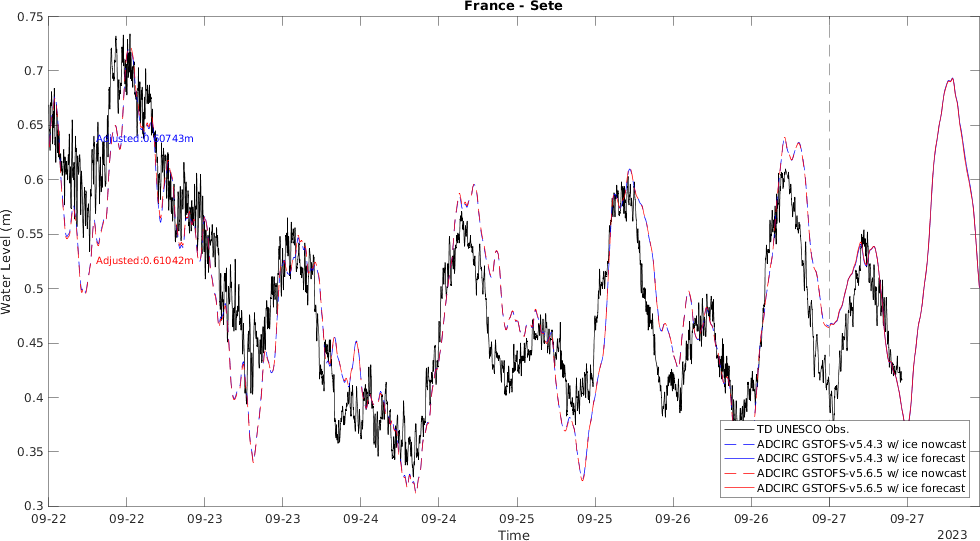 France - Sete
0.75
0.7
0.65
0.6
0.55
0.5
0.45
0.4
0.35
0.3
Water Level (m)
Adjusted:0.60743m
Adjusted:0.61042m
TD UNESCO Obs.
ADCIRC GSTOFS-v5.4.3 w/ ice nowcast
ADCIRC GSTOFS-v5.4.3 w/ ice forecast
ADCIRC GSTOFS-v5.6.5 w/ ice nowcast
ADCIRC GSTOFS-v5.6.5 w/ ice forecast
09-22 09-22 09-23 09-23 09-24 09-24 09-25 09-25 09-26 09-26 09-27 09-27
Time
2023